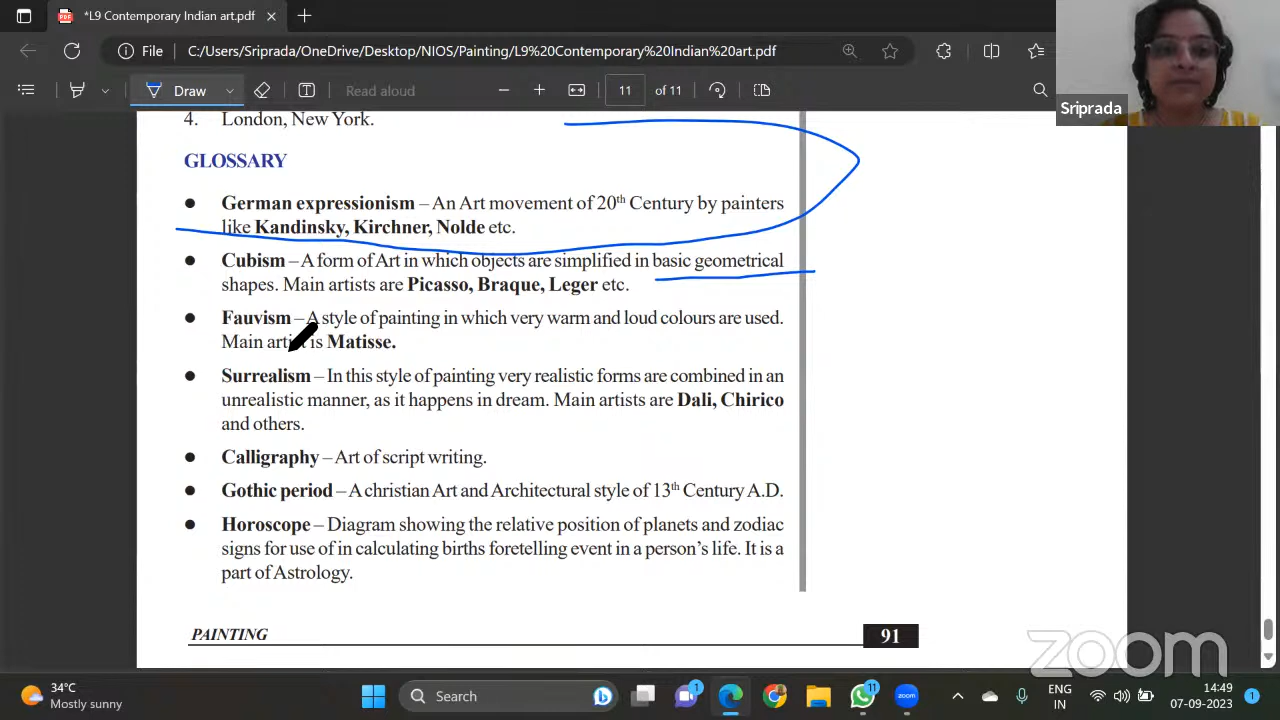 *L9 Contemporary Indian art.pdf
File C:/Users/Sriprada/OneDrive/Desktop/NIOS/Painting/L9%20Contemporary%20Indian%20art.pdf
Draw Read aloud 11 of 11
Sriprada
4. London, New York.
GLOSSARY
● German expressionism – An Art movement of 20th Century by painters
like Kandinsky, Kirchner, Nolde etc.
● Cubism – A form of Art in which objects are simplified in basic geometrical
shapes. Main artists are Picasso, Braque, Leger etc.
● Fauvism – A style of painting in which very warm and loud colours are used.
Main artist is Matisse.
● Surrealism – In this style of painting very realistic forms are combined in an
unrealistic manner, as it happens in dream. Main artists are Dali, Chirico
and others.
● Calligraphy – Art of script writing.
● Gothic period – A christian Art and Architectural style of 13th Century A.D.
● Horoscope – Diagram showing the relative position of planets and zodiac
signs for use of in calculating births foretelling event in a person's life. It is a
part of Astrology.
PAINTING 91
zoom
34°C
Mostly sunny
Search
1
11
zoom
ENG
IN
14:49
07-09-2023
1